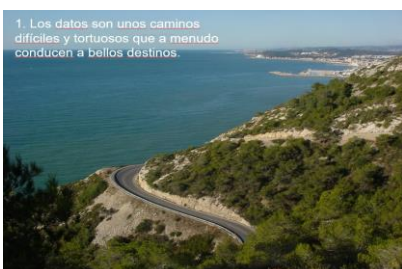 1. Los datos son unos caminos
difíciles y tortuosos que a menudo
conducen a bellos destinos.